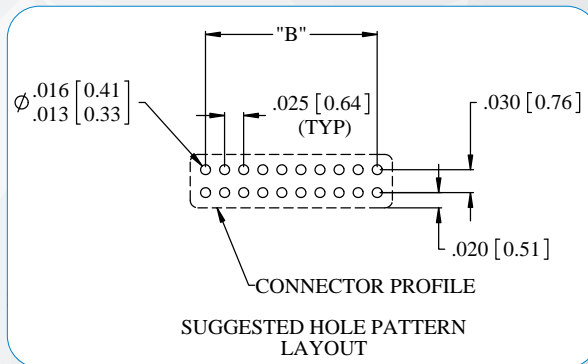 "B"
Ø .016 [0.41]
.013 [0.33]
.025 [0.64]
(TYP)
.030 [0.76]
.020 [0.51]
CONNECTOR PROFILE
SUGGESTED HOLE PATTERN
LAYOUT